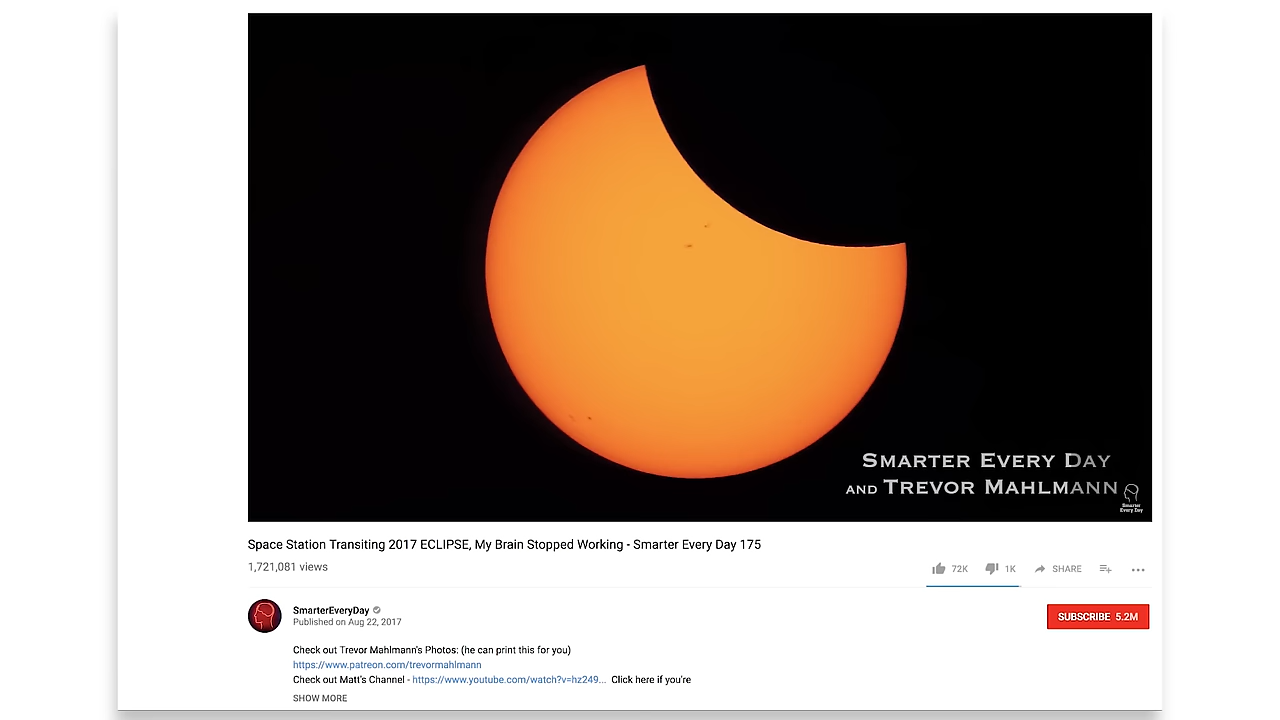 SMARTER EVERY DAY
AND TREVOR MAHLMANN
Smarter
Every Day
Space Station Transiting 2017 ECLIPSE, My Brain Stopped Working - Smarter Every Day 175
1,721,081 views
72K 1K SHARE
SmarterEveryDay
Published on Aug 22, 2017
SUBSCRIBE 5.2M
Check out Trevor Mahlmann's Photos: (he can print this for you)
https://www.patreon.com/trevormahlmann
Check out Matt's Channel - https://www.youtube.com/watch?v=hz249... Click here if you're
SHOW MORE